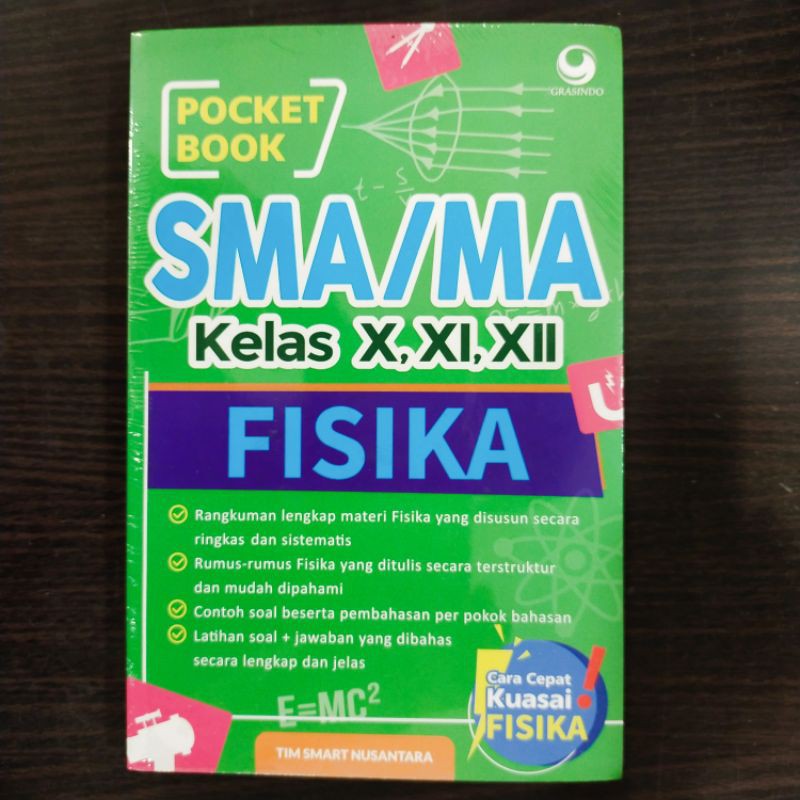 POCKET
BOOK
GRASINDO
SMA/MA
Kelas X, XI, XII
FISIKA
Rangkuman lengkap materi Fisika yang disusun secara
ringkas dan sistematis
Rumus-rumus Fisika yang ditulis secara terstruktur
dan mudah dipahami
Contoh soal beserta pembahasan per pokok bahasan
Latihan soal + jawaban yang dibahas
secara lengkap dan jelas
Cara Cepat
Kuasai !
FISIKA
E=MC²
TIM SMART NUSANTARA